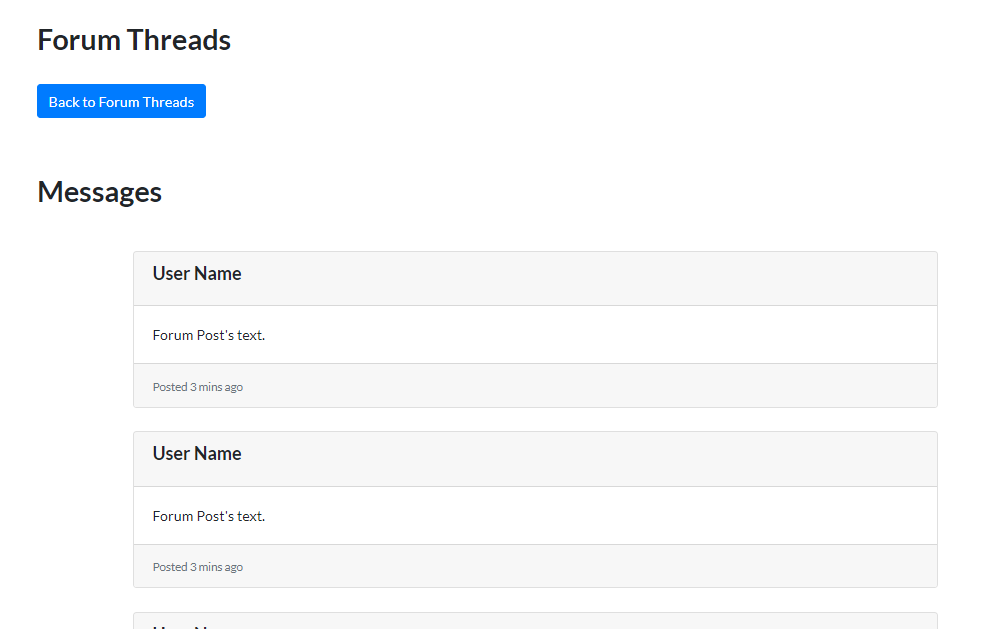 Forum Threads
Back to Forum Threads
Messages
User Name
Forum Post's text.
Posted 3 mins ago
User Name
Forum Post's text.
Posted 3 mins ago